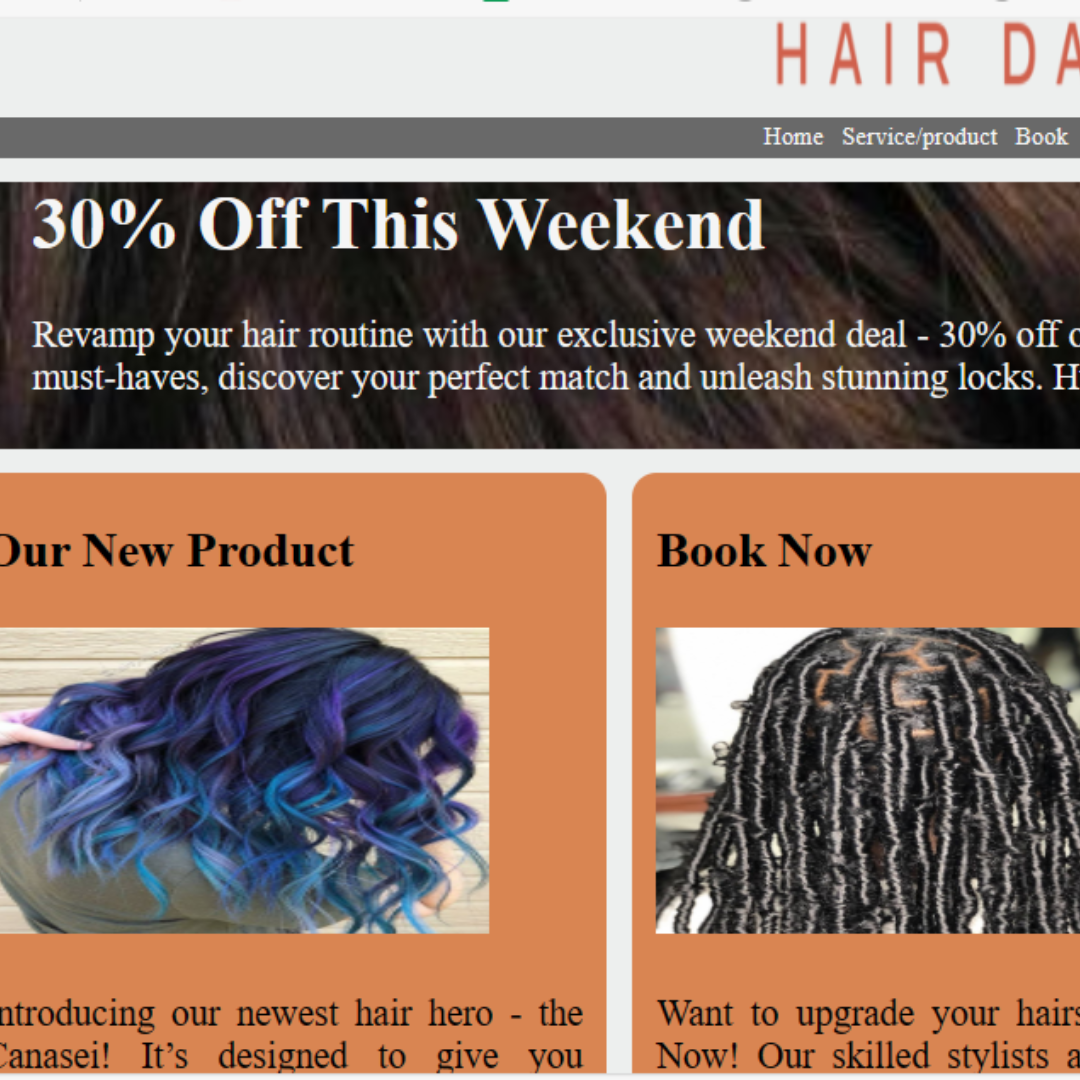 HAIR DA
Home Service/product Book
30% Off This Weekend
Revamp your hair routine with our exclusive weekend deal - 30% off
must-haves, discover your perfect match and unleash stunning locks.
Our New Product
Book Now
ntroducing our newest hair hero - the
Canasei! It’s designed to give you
Want to upgrade your hairs
Now! Our skilled stylists a